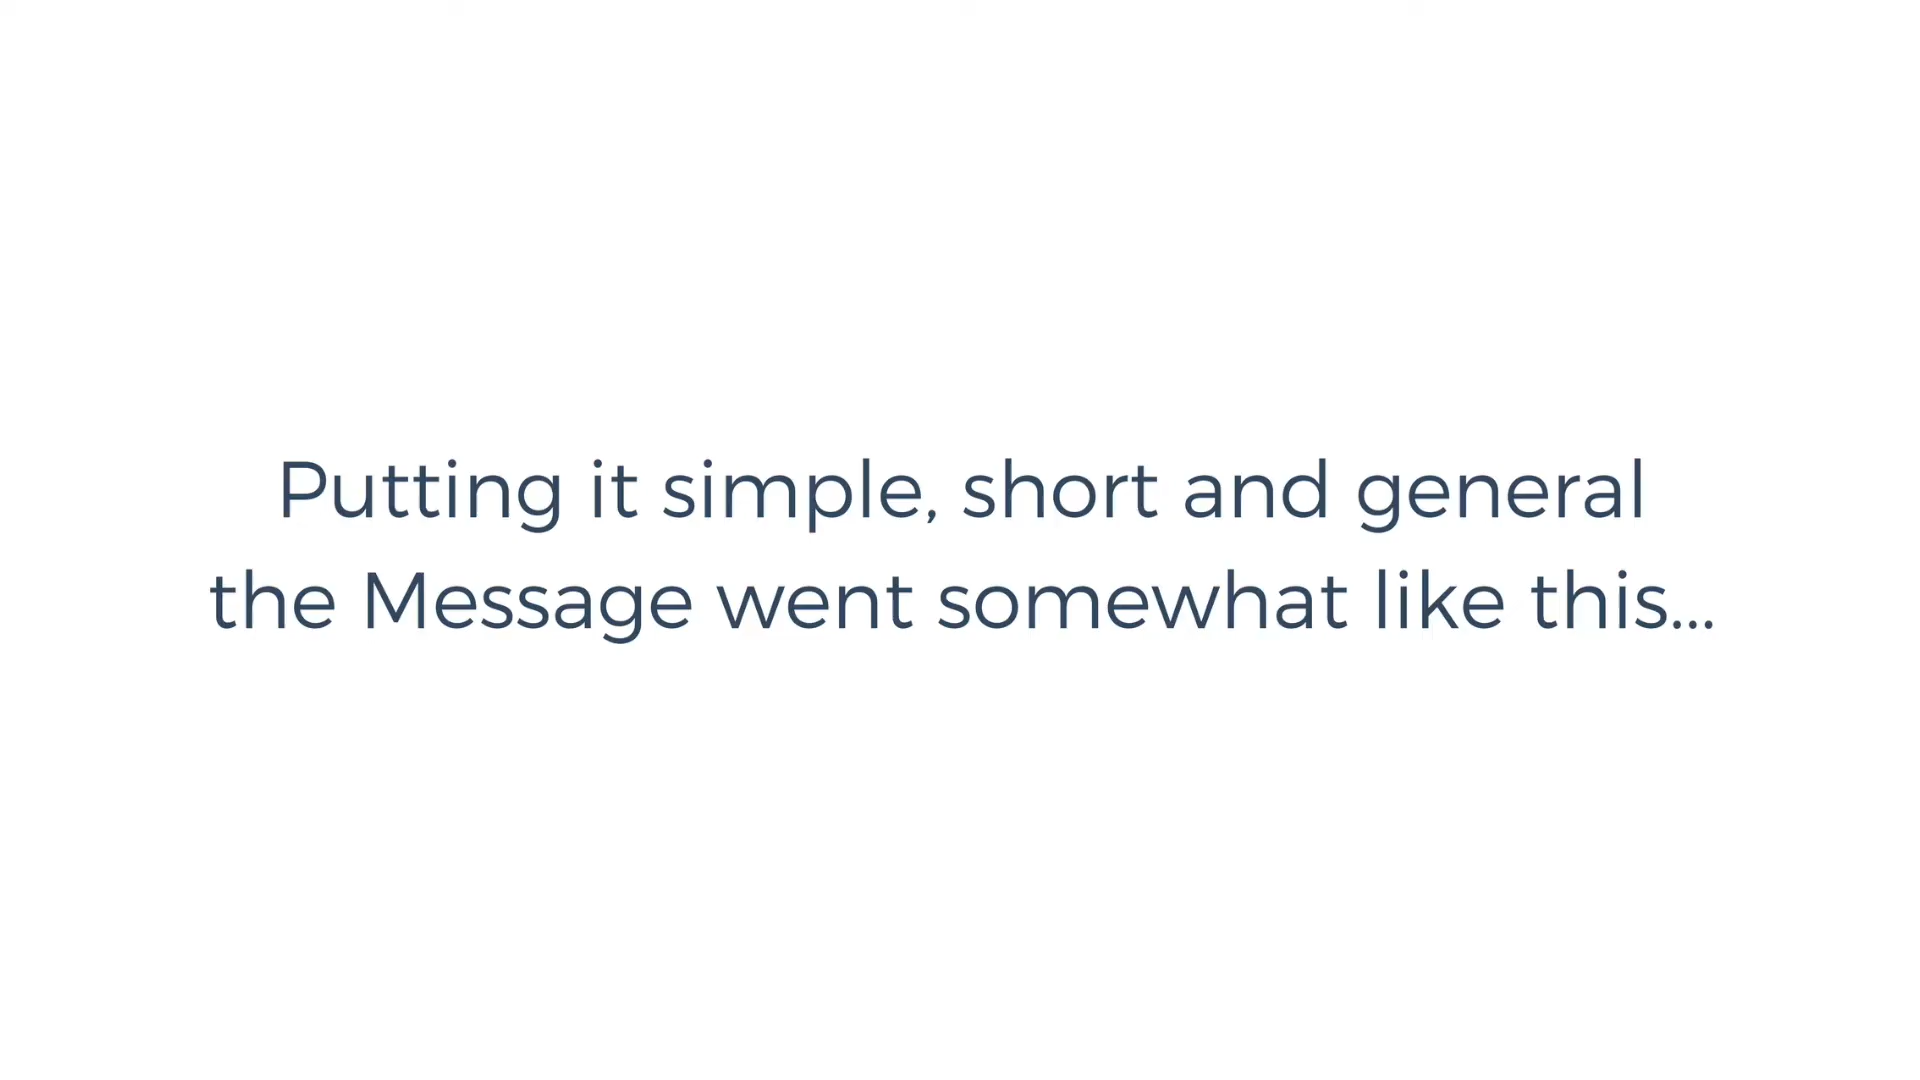 Putting it simple, short and general
the Message went somewhat like this...